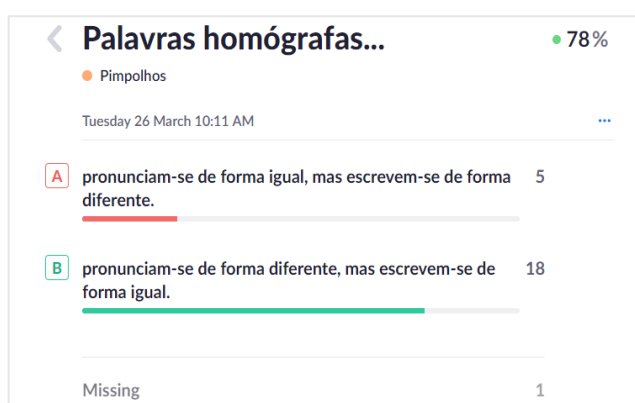 Palavras homógrafas...
78%
Pimpolhos
Tuesday 26 March 10:11 AM
...
A pronunciam-se de forma igual, mas escrevem-se de forma 5
diferente.
B pronunciam-se de forma diferente, mas escrevem-se de 18
forma igual.
Missing 1